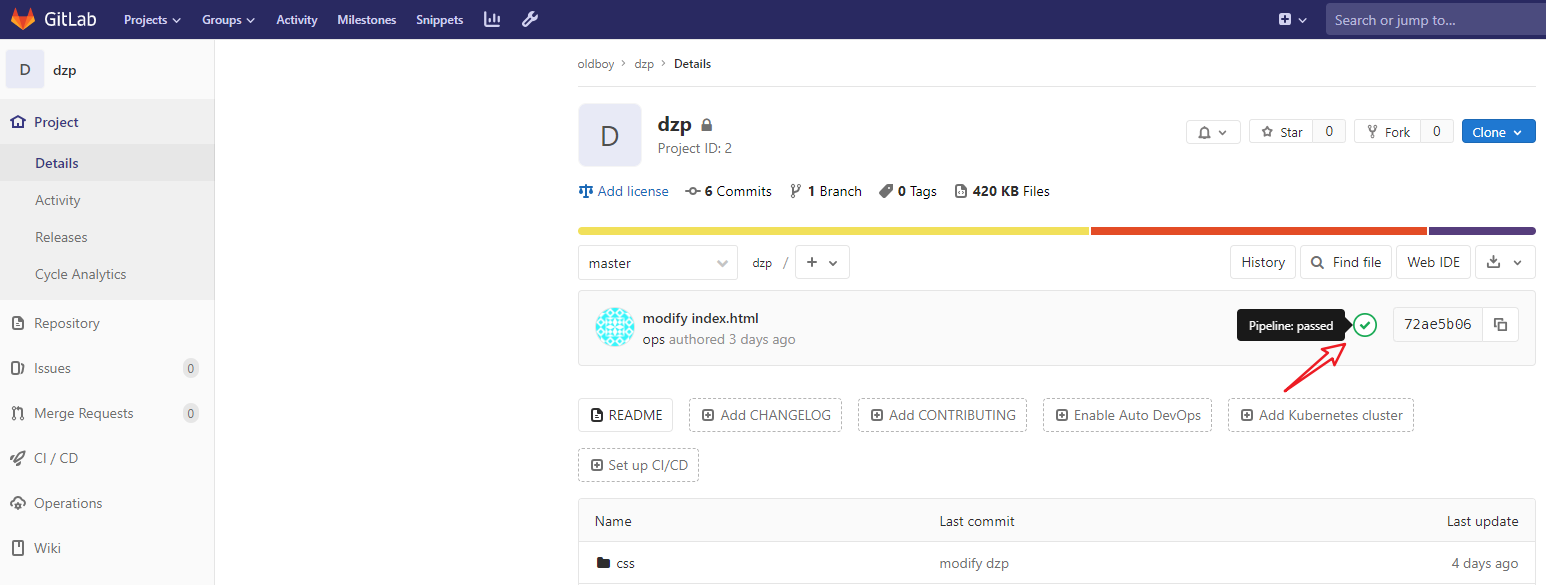 GitLab Projects Groups Activity Milestones Snippets Search or jump to...
D dzp
Project
Details
Activity
Releases
Cycle Analytics
Repository
Issues 0
Merge Requests 0
CI / CD
Operations
Wiki
oldboy > dzp > Details
D
dzp
Project ID: 2
Star 0 Fork 0 Clone
Add license 6 Commits 1 Branch 0 Tags 420 KB Files
master dzp / + History Find file Web IDE
modify index.html
ops authored 3 days ago
Pipeline: passed 72ae5b06
README Add CHANGELOG Add CONTRIBUTING Enable Auto DevOps Add Kubernetes cluster
Set up CI/CD
Name Last commit Last update
css modify dzp 4 days ago